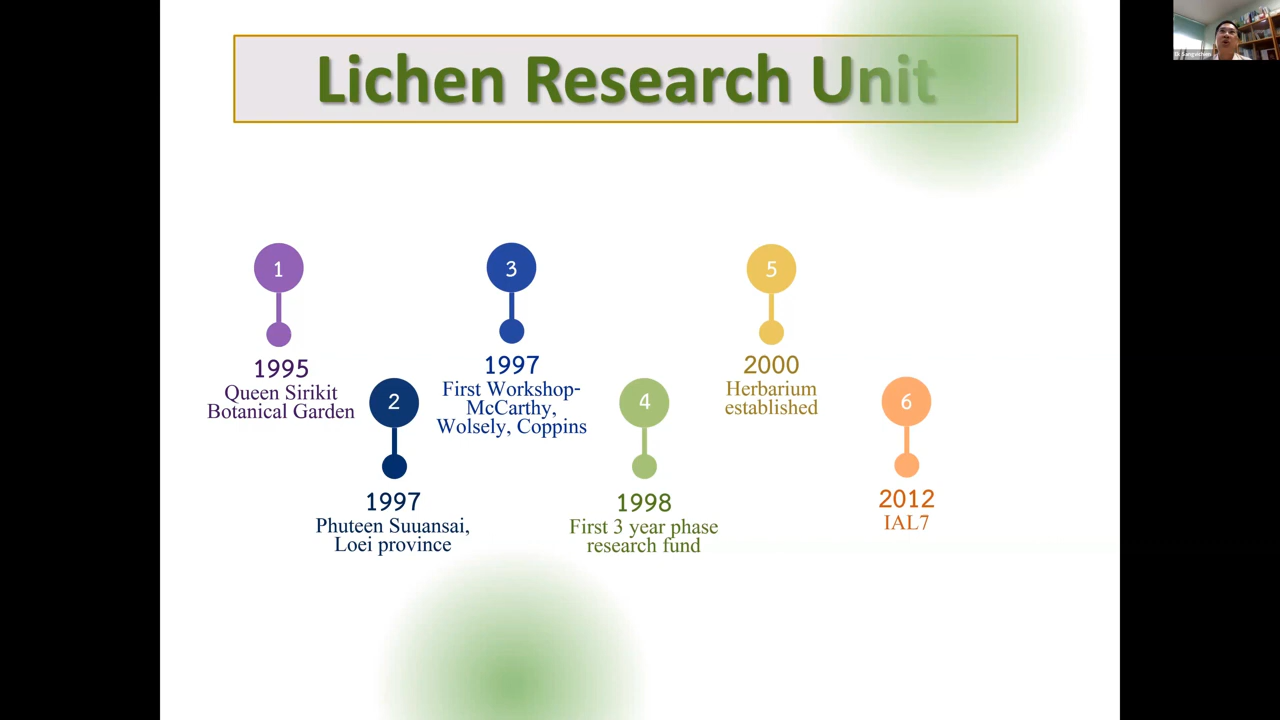 Lichen Research Unit
1
1995
Queen Sirikit
Botanical Garden
2
1997
Phuteen Suuansai,
Loei province
3
1997
First Workshop-
McCarthy,
Wolsely, Coppins
4
1998
First 3 year phase
research fund
5
2000
Herbarium
established
6
2012
IAL7